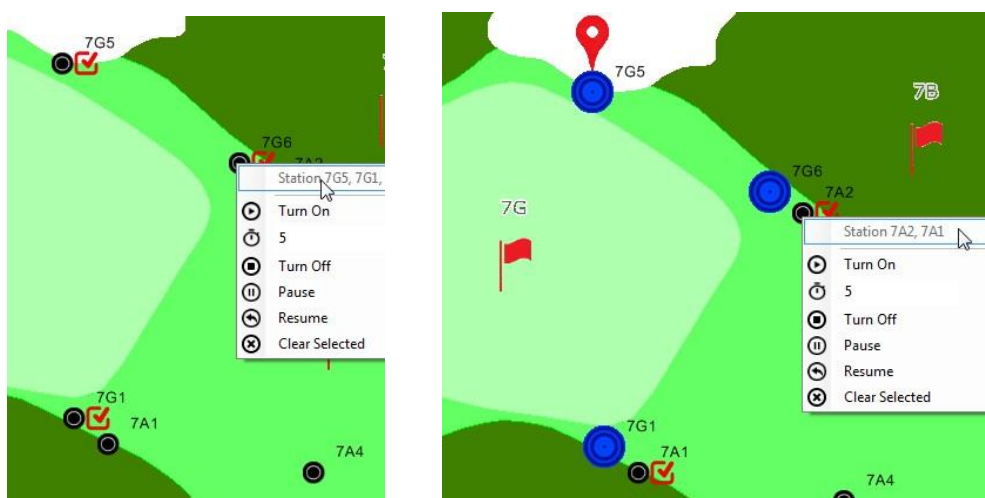 7G5
7G6
7A2
Station 7G5, 7G1,
Turn On
5
Turn Off
Pause
Resume
Clear Selected
7G1
7A1
7A4
7G5
7B
7G6
7A2
7G
Station 7A2, 7A1
Turn On
5
Turn Off
Pause
Resume
Clear Selected
7G1
7A1
7A4